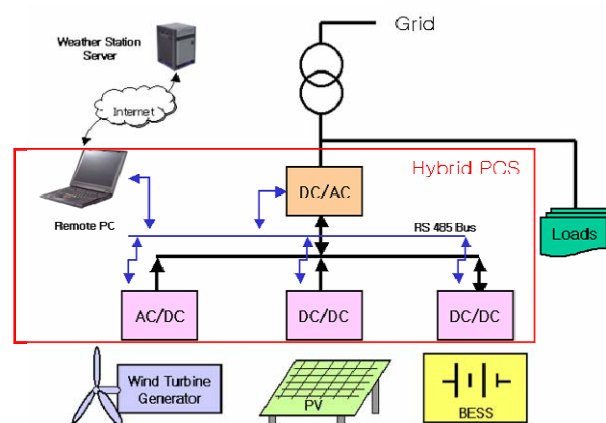 Grid
Weather Station
Server
Internet
Hybrid PCS
DC/AC
Remote PC
RS 485 Bus
Loads
AC/DC
DC/DC
DC/DC
Wind Turbine
Generator
PV
BESS